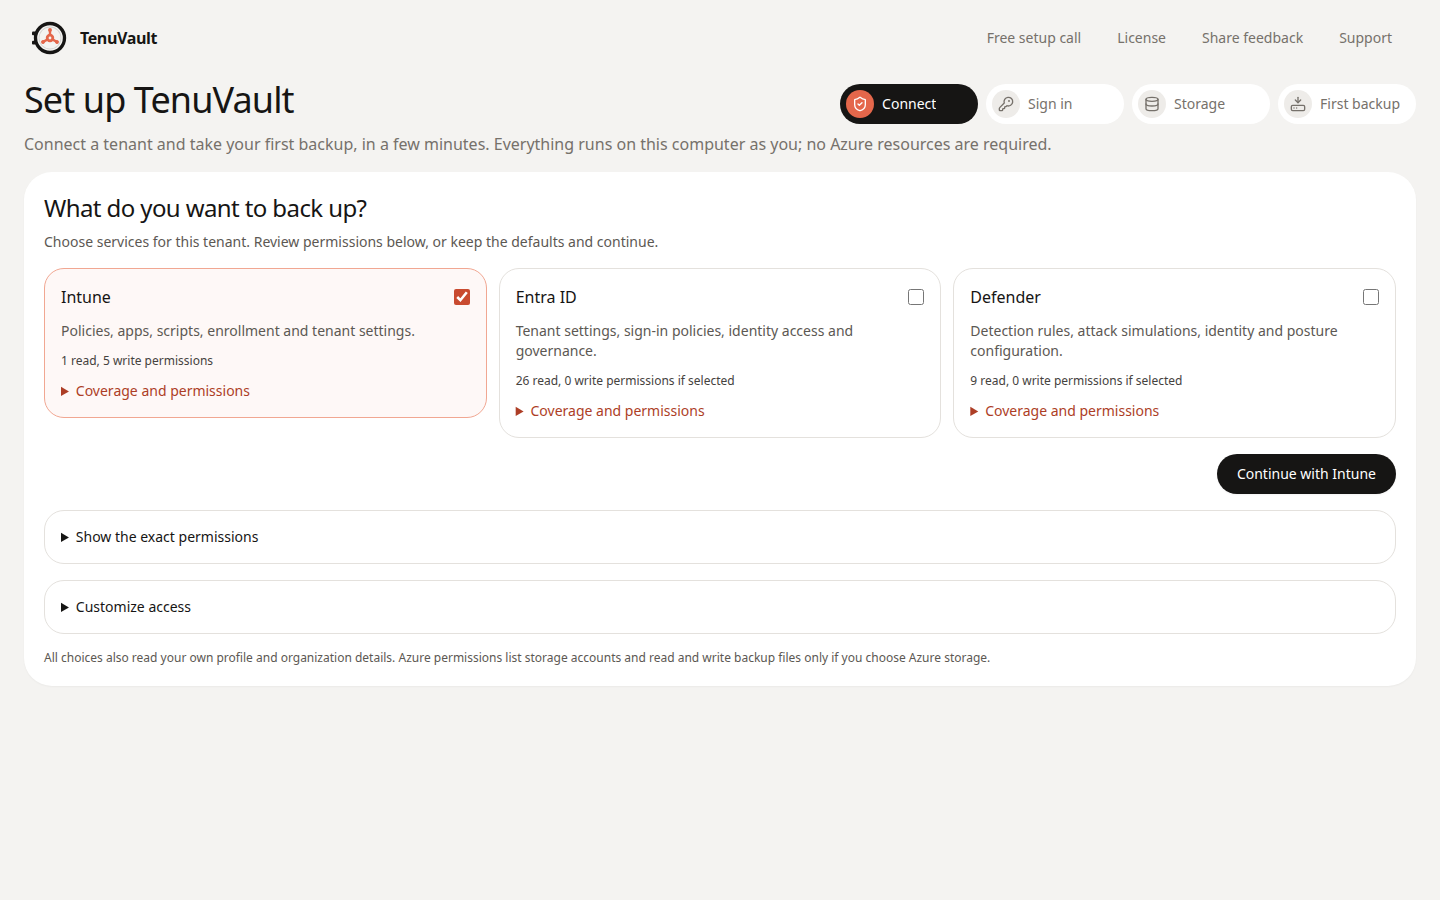 TenuVault
Free setup call
License
Share feedback
Support
Set up TenuVault
Connect
Sign in
Storage
First backup
Connect a tenant and take your first backup, in a few minutes. Everything runs on this computer as you; no Azure resources are required.
What do you want to back up?
Choose services for this tenant. Review permissions below, or keep the defaults and continue.
Intune
Policies, apps, scripts, enrollment and tenant settings.
1 read, 5 write permissions
Coverage and permissions
Entra ID
Tenant settings, sign-in policies, identity access and
governance.
26 read, 0 write permissions if selected
Coverage and permissions
Defender
Detection rules, attack simulations, identity and posture
configuration.
9 read, 0 write permissions if selected
Coverage and permissions
Continue with Intune
Show the exact permissions
Customize access
All choices also read your own profile and organization details. Azure permissions list storage accounts and read and write backup files only if you choose Azure storage.